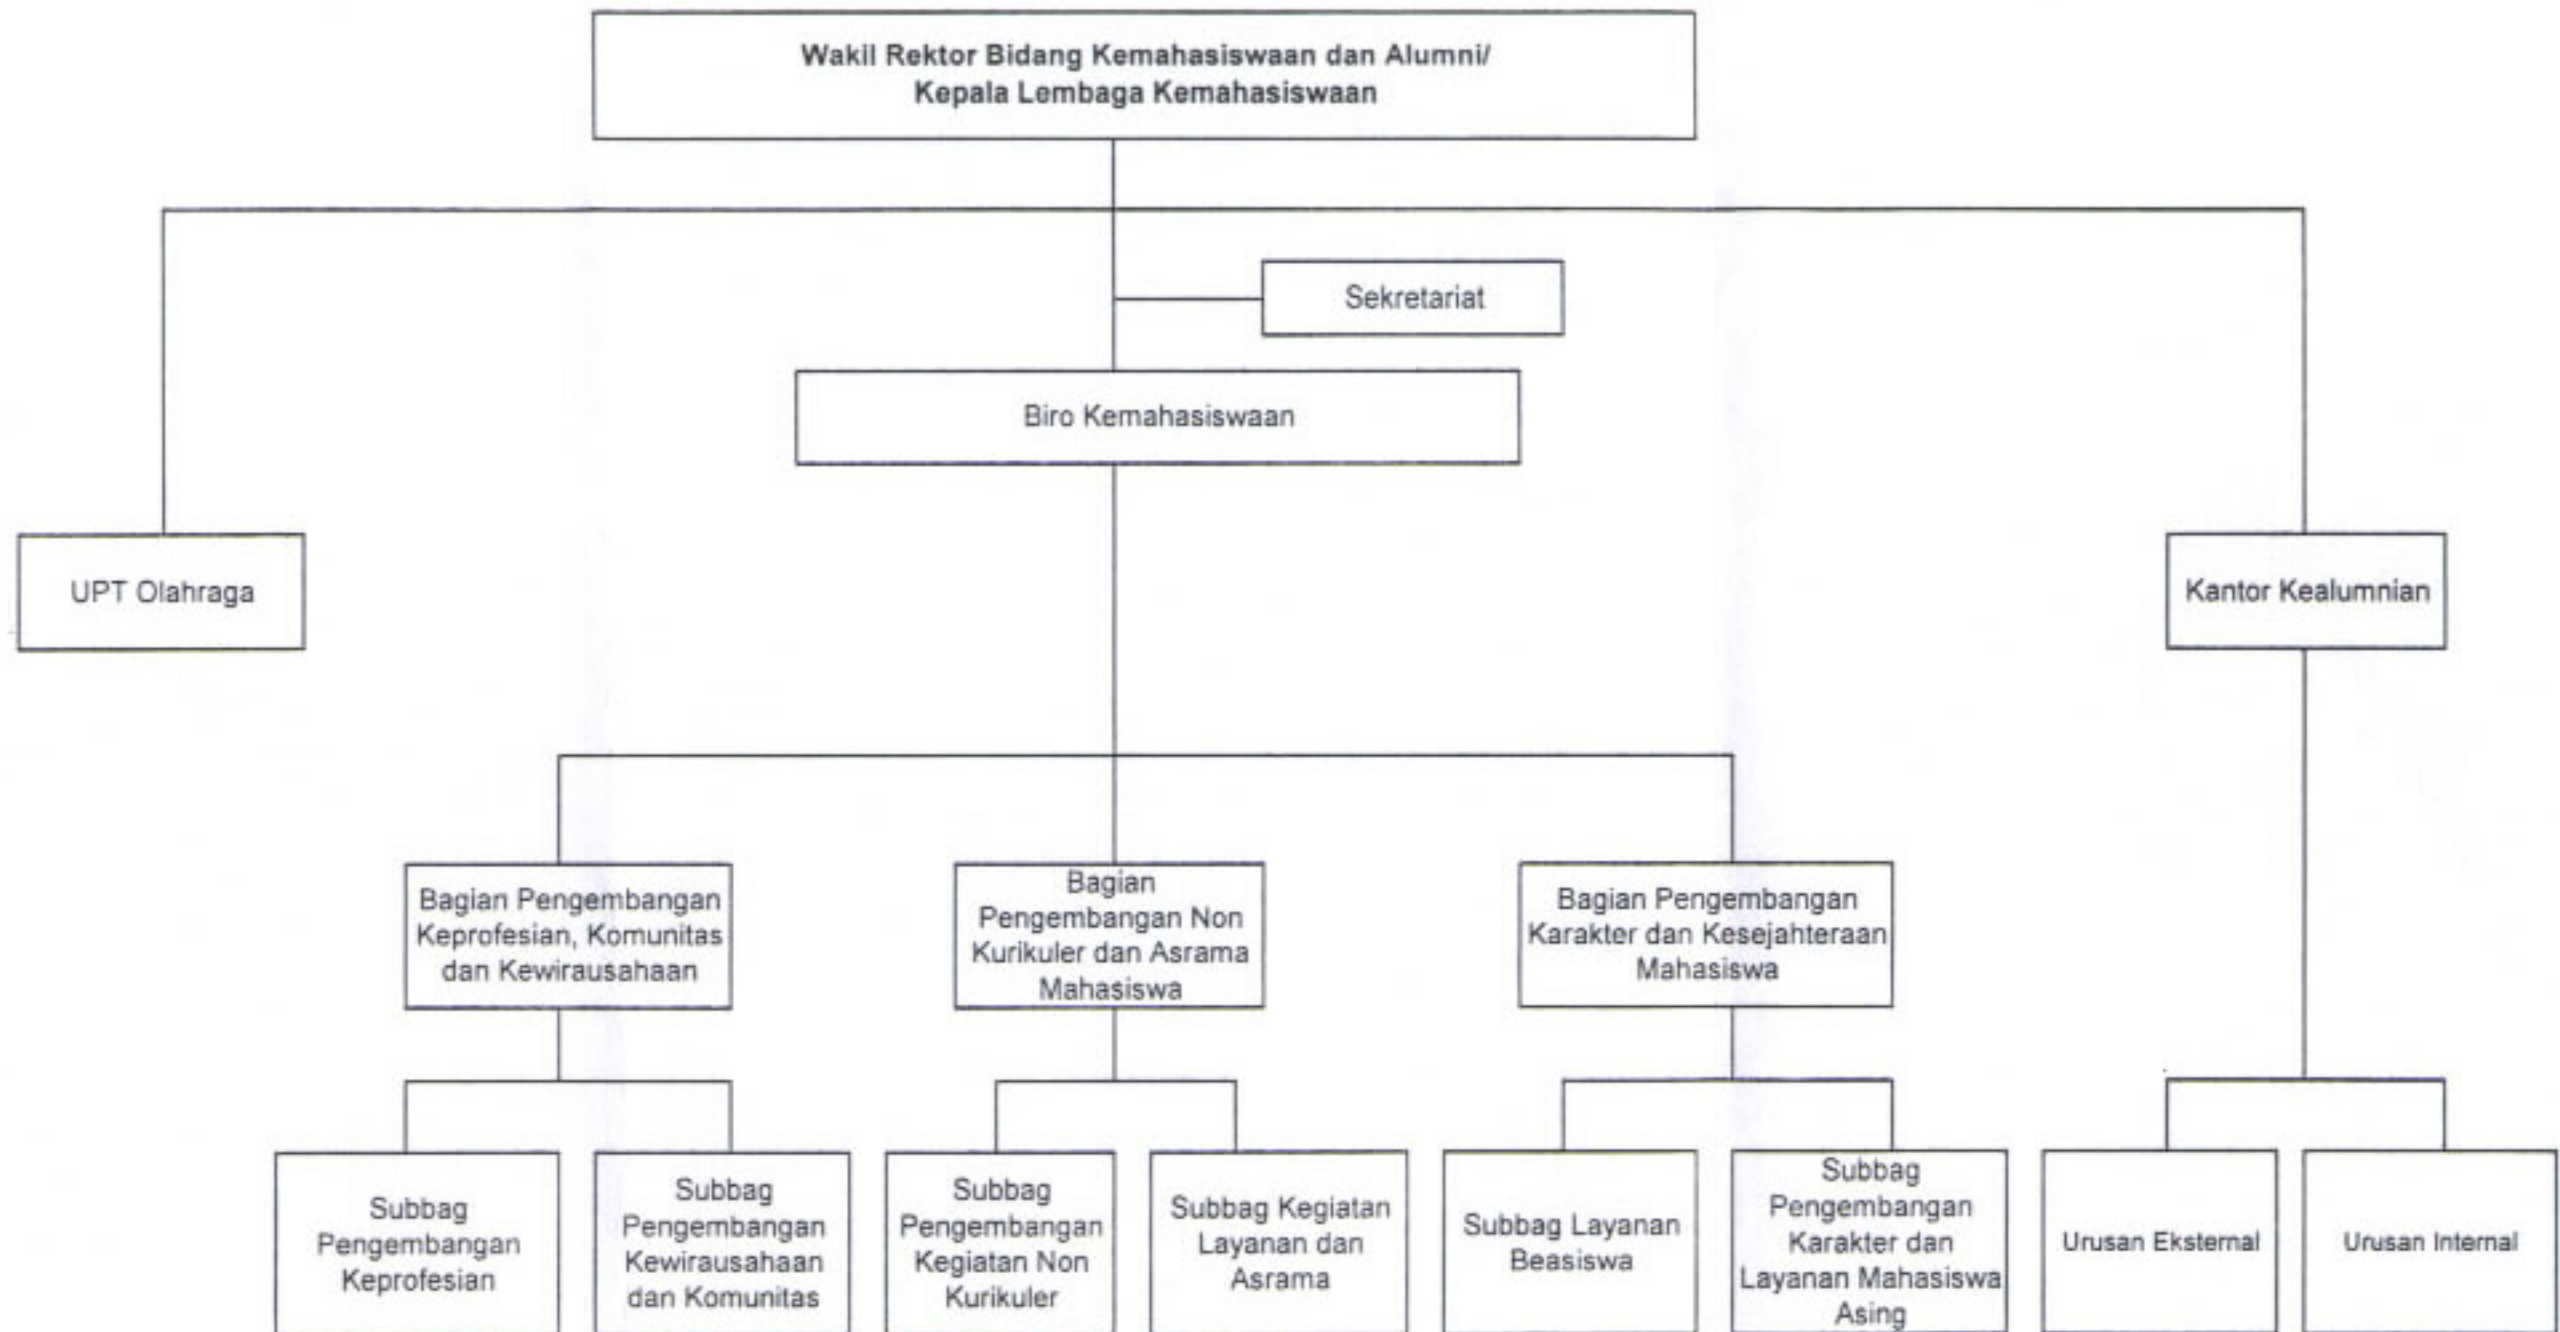 Wakil Rektor Bidang Kemahasiswaan dan Alumni/
Kepala Lembaga Kemahasiswaan
Sekretariat
Biro Kemahasiswaan
UPT Olahraga
Kantor Kealumnian
Bagian Pengembangan
Keprofesian, Komunitas
dan Kewirausahaan
Bagian
Pengembangan Non
Kurikuler dan Asrama
Mahasiswa
Bagian Pengembangan
Karakter dan Kesejahteraan
Mahasiswa
Subbag
Pengembangan
Keprofesian
Subbag
Pengembangan
Kewirausahaan
dan Komunitas
Subbag
Pengembangan
Kegiatan Non
Kurikuler
Subbag Kegiatan
Layanan dan
Asrama
Subbag Layanan
Beasiswa
Subbag
Pengembangan
Karakter dan
Layanan Mahasiswa
Asing
Urusan Eksternal
Urusan Internal